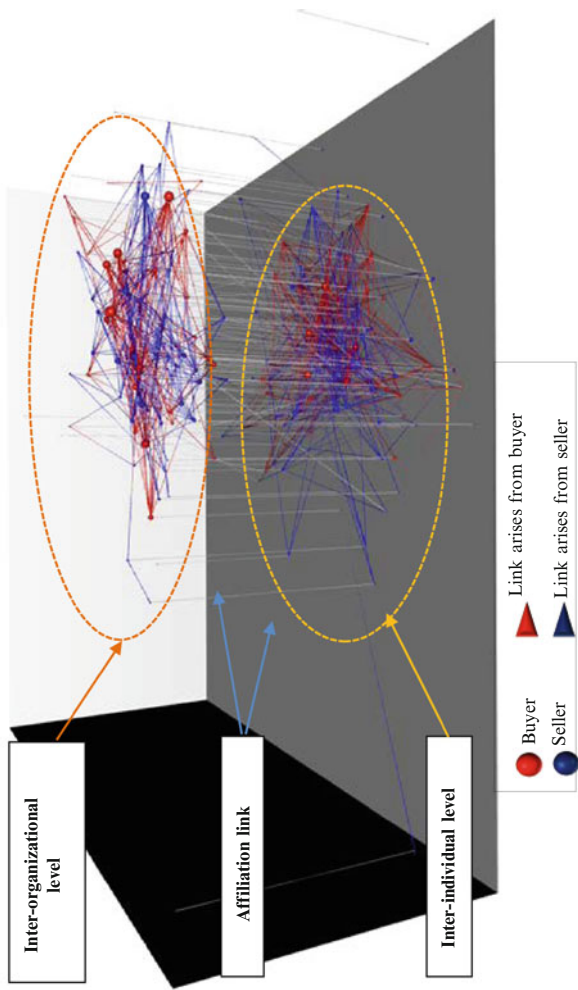 Inter-organizational
level
Affiliation link
Inter-individual level
Buyer
Link arises from buyer
Seller
Link arises from seller